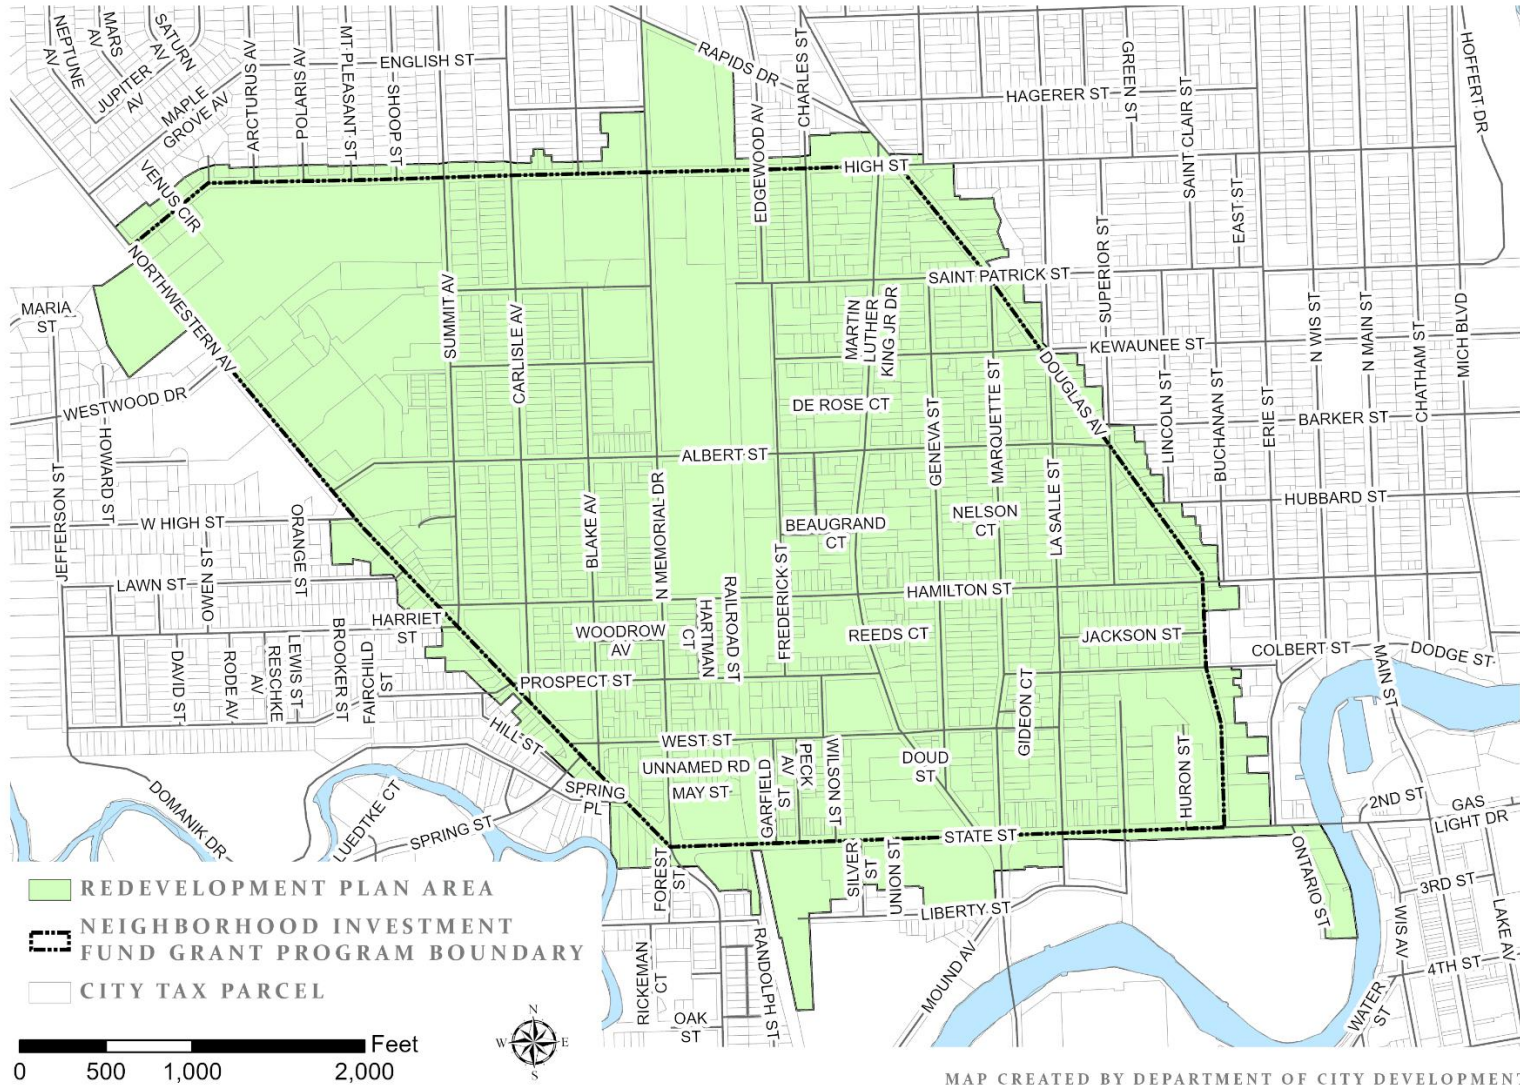 NEPTUNE
AV
MARS
AV
SATURN
AV
JUPITER
AV
MAPLE
GROVE AV
ARCTURUS AV
POLARIS AV
MT PLEASANT ST
SHOOP ST
ENGLISH ST
RAPIDS DR
EDGEWOOD AV
CHARLES ST
HAGERER ST
GREEN ST
SAINT CLAIR ST
HOFFERT DR
VENUS CIR
HIGH ST
EAST ST
SUPERIOR ST
NORTHWESTERN AV
MARIA
ST
SUMMIT AV
CARLISLE AV
SAINT PATRICK ST
MARTIN
LUTHER
KING JR DR
KEWAUNEE ST
DOUGLAS AV
N WIS ST
N MAIN ST
CHATHAM ST
MICH BLVD
WESTWOOD DR
HOWARD ST
JEFFERSON ST
DE ROSE CT
GENEVA ST
MARQUETTE ST
LINCOLN ST
BUCHANAN ST
ERIE ST
BARKER ST
ALBERT ST
N MEMORIAL DR
BLAKE AV
LA SALLE ST
HUBBARD ST
W HIGH ST
ORANGE ST
OWEN ST
LAWN ST
BEAUGRAND
CT
NELSON
CT
FREDERICK ST
RAILROAD ST
HAMILTON ST
HARRIET
ST
WOODROW
AV
HARTMAN
CT
REEDS CT
JACKSON ST
COLBERT ST
MAIN ST
DODGE ST
DAVID ST
RODE AV
RESCHKE
AV
LEWIS ST
BROOKER ST
FAIRCHILD
ST
PROSPECT ST
GIDEON CT
HILL ST
WEST ST
UNNAMED RD
MAY ST
GARFIELD
ST
PECK
AV
WILSON ST
DOUD
ST
HURON ST
SPRING
PL
DOMANIK DR
LUEDTKE CT
SPRING ST
STATE ST
2ND ST
GAS
LIGHT DR
FOREST
ST
SILVER
ST
UNION ST
LIBERTY ST
ONTARIO ST
3RD ST
WIS AV
LAKE AV
RICKEMAN
CT
OAK
ST
RANDOLPH ST
MOUND AV
4TH ST
WATER
ST
REDEVELOPMENT PLAN AREA
NEIGHBORHOOD INVESTMENT
FUND GRANT PROGRAM BOUNDARY
CITY TAX PARCEL
Feet
0 500 1,000 2,000
N
W E
S
MAP CREATED BY DEPARTMENT OF CITY DEVELOPMENT